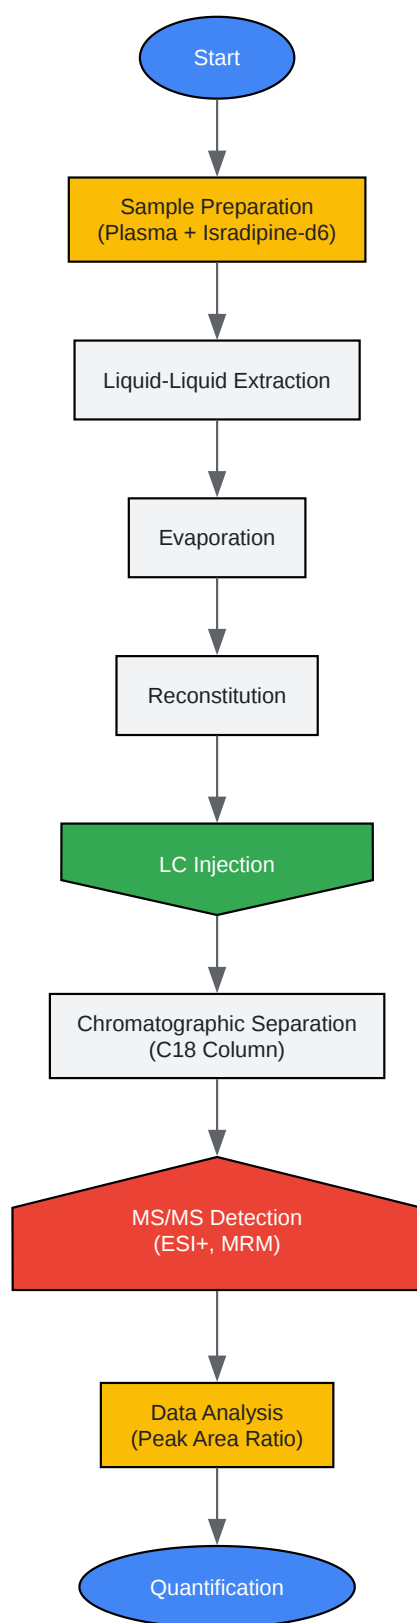 Start
Sample Preparation
(Plasma + Isradipine-d6)
Liquid-Liquid Extraction
Evaporation
Reconstitution
LC Injection
Chromatographic Separation
(C18 Column)
MS/MS Detection
(ESI+, MRM)
Data Analysis
(Peak Area Ratio)
Quantification